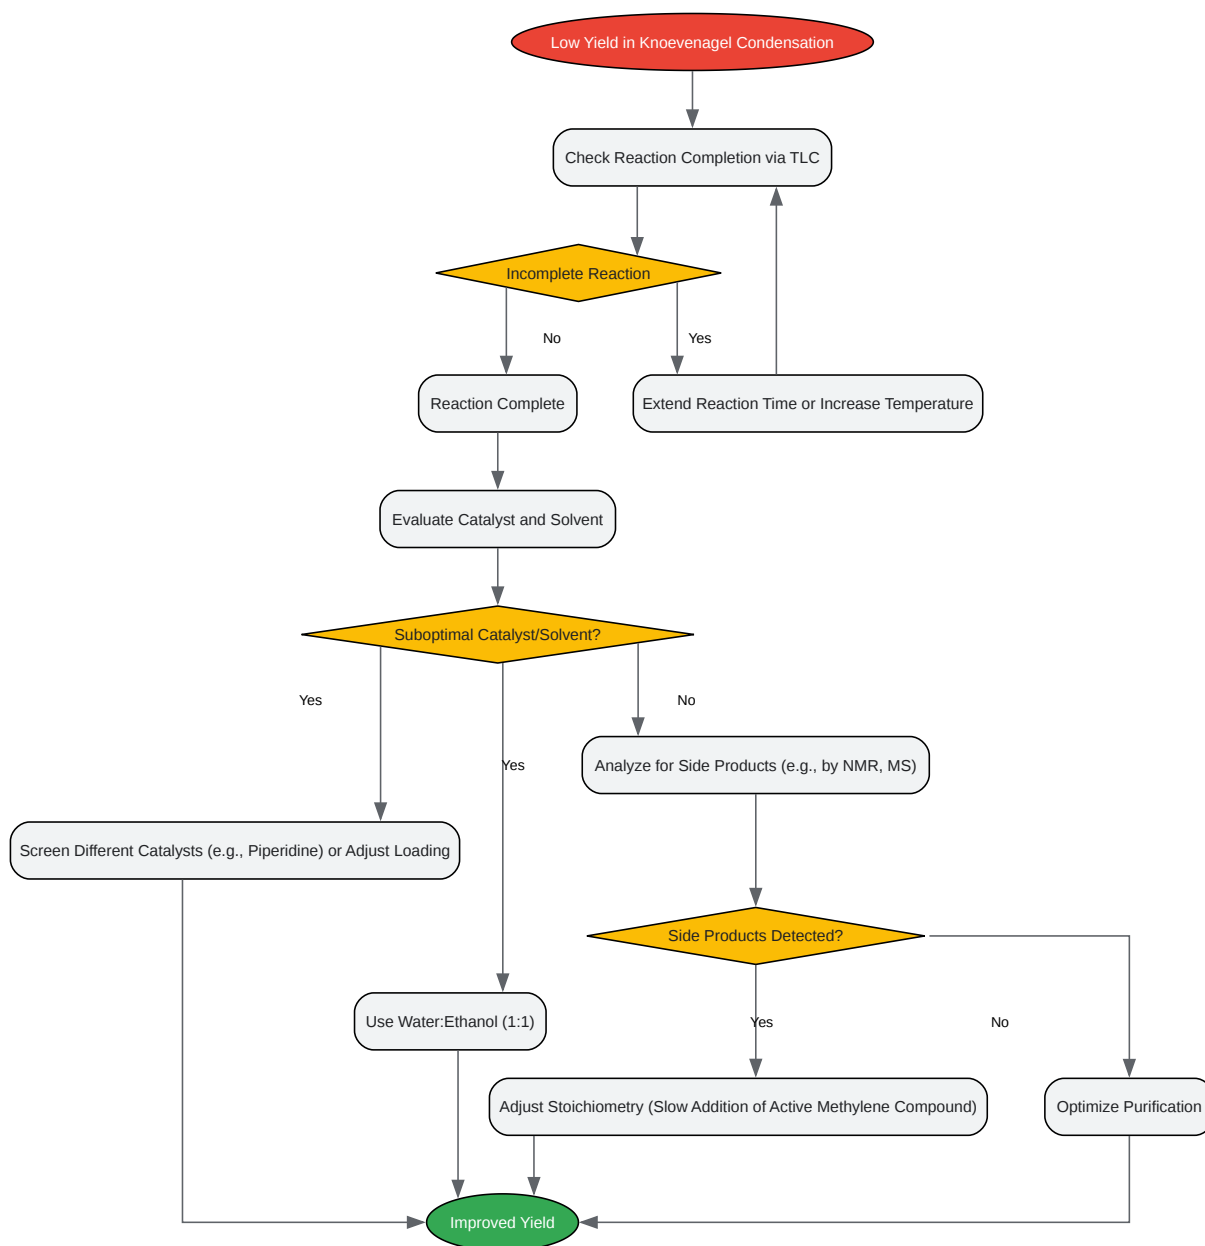 Low Yield in Knoevenagel Condensation
Check Reaction Completion via TLC
Incomplete Reaction
No
Yes
Reaction Complete
Extend Reaction Time or Increase Temperature
Evaluate Catalyst and Solvent
Suboptimal Catalyst/Solvent?
Yes
No
Yes
Analyze for Side Products (e.g., by NMR, MS)
Screen Different Catalysts (e.g., Piperidine) or Adjust Loading
Side Products Detected?
Use Water:Ethanol (1:1)
Yes
No
Adjust Stoichiometry (Slow Addition of Active Methylene Compound)
Optimize Purification
Improved Yield